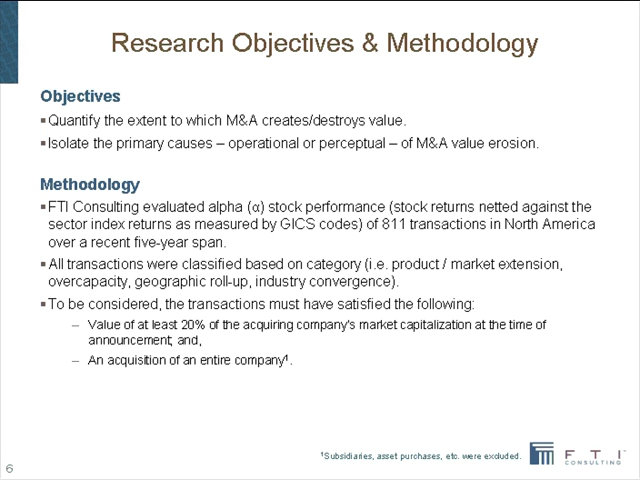 Research Objectives & Methodology
Objectives
▪Quantify the extent to which M&A creates/destroys value.
▪Isolate the primary causes – operational or perceptual – of M&A value erosion.
Methodology
▪FTI Consulting evaluated alpha (α) stock performance (stock returns netted against the
sector index returns as measured by GICS codes) of 811 transactions in North America
over a recent five-year span.
▪All transactions were classified based on category (i.e. product / market extension,
overcapacity, geographic roll-up, industry convergence).
▪To be considered, the transactions must have satisfied the following:
– Value of at least 20% of the acquiring company's market capitalization at the time of
announcement; and,
– An acquisition of an entire company¹.
¹Subsidiaries, asset purchases, etc. were excluded.
F T I™
CONSULTING
6